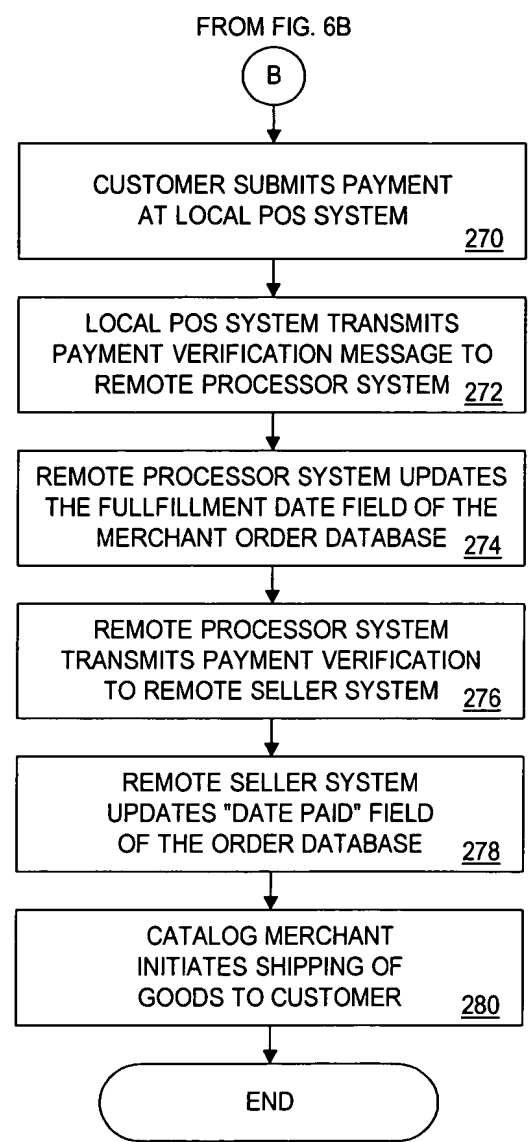 FROM FIG. 6B
B
CUSTOMER SUBMITS PAYMENT
AT LOCAL POS SYSTEM
270
LOCAL POS SYSTEM TRANSMITS
PAYMENT VERIFICATION MESSAGE TO
REMOTE PROCESSOR SYSTEM 272
REMOTE PROCESSOR SYSTEM UPDATES
THE FULLFILLMENT DATE FIELD OF THE
MERCHANT ORDER DATABASE 274
REMOTE PROCESSOR SYSTEM
TRANSMITS PAYMENT VERIFICATION
TO REMOTE SELLER SYSTEM 276
REMOTE SELLER SYSTEM
UPDATES "DATE PAID" FIELD
OF THE ORDER DATABASE 278
CATALOG MERCHANT
INITIATES SHIPPING OF
GOODS TO CUSTOMER 280
END